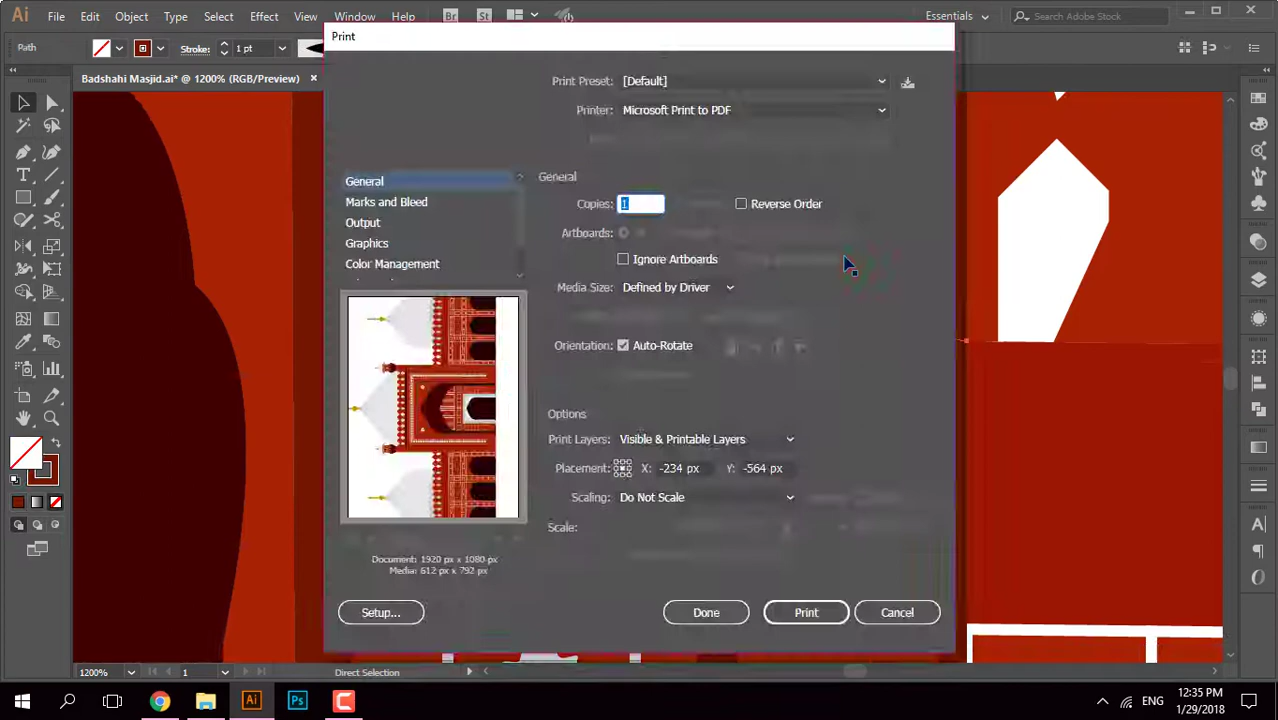 Ai File Edit Object Type Select Effect View Window Help Br St Essentials Search Adobe Stock
Print
Path Stroke: 1 pt
Badshahi Masjid.ai* @ 1200% (RGB/Preview)
Print Preset: [Default]
Printer: Microsoft Print to PDF
General
Marks and Bleed
Output
Graphics
Color Management
General
Copies: 1 Reverse Order
Artboards:
Ignore Artboards
Media Size: Defined by Driver
Orientation: Auto-Rotate
Options
Print Layers: Visible & Printable Layers
Placement: X: -234 px Y: -564 px
Scaling: Do Not Scale
Scale:
Document: 1920 px x 1080 px
Media: 612 px x 792 px
Setup... Done Print Cancel
1200% 1 Direct Selection
Ai Ps ENG 12:35 PM
1/29/2018